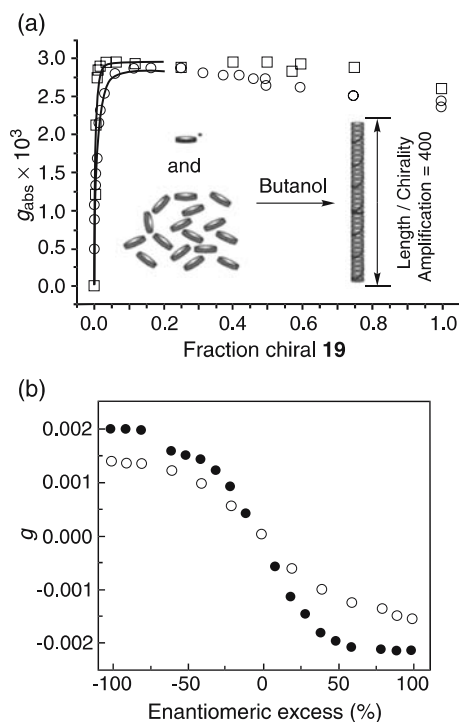 (a)
3.0
2.5
2.0
1.5
1.0
0.5
0.0
g_abs × 10³
and
Butanol
Length / Chirality
Amplification = 400
0.0 0.2 0.4 0.6 0.8 1.0
Fraction chiral 19
(b)
0.002
0.001
0.000
-0.001
-0.002
g
-100 -50 0 50 100
Enantiomeric excess (%)